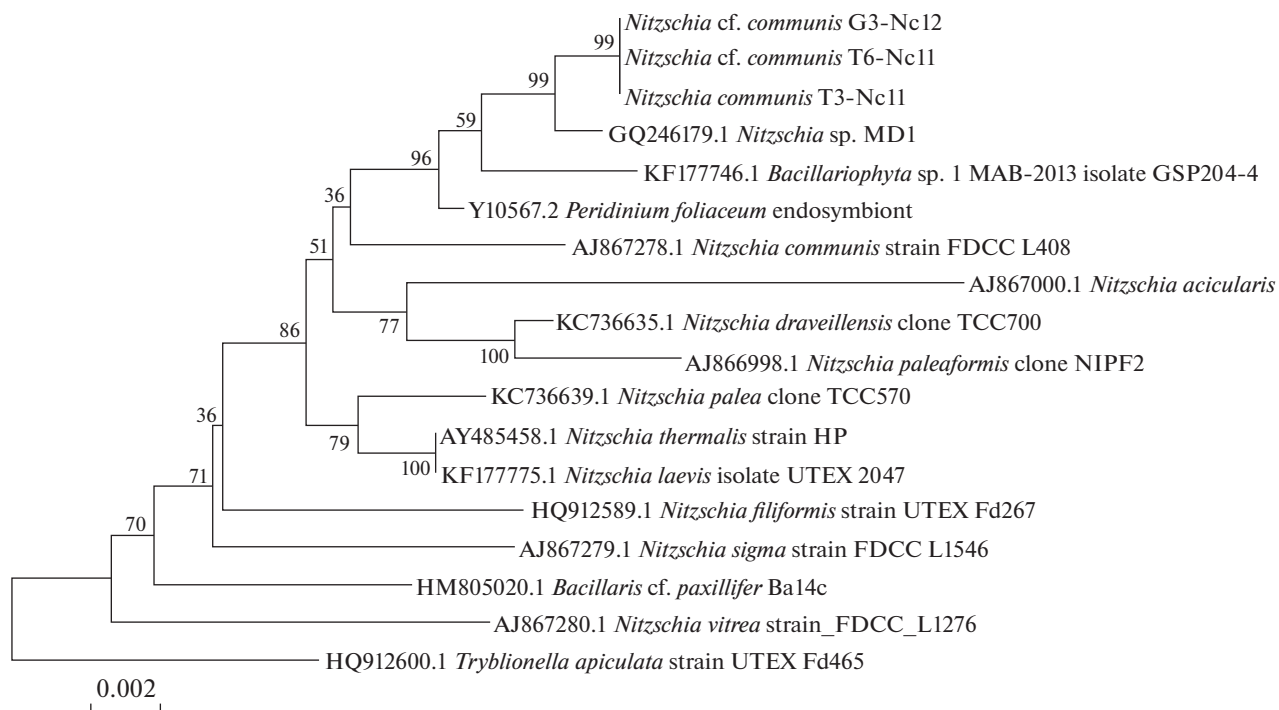 Nitzschia cf. communis G3-Nc12
99
Nitzschia cf. communis T6-Nc11
Nitzschia communis T3-Nc11
99
GQ246179.1 Nitzschia sp. MD1
59
KF177746.1 Bacillariophyta sp. 1 MAB-2013 isolate GSP204-4
96
Y10567.2 Peridinium foliaceum endosymbiont
36
AJ867278.1 Nitzschia communis strain FDCC L408
51
AJ867000.1 Nitzschia acicularis
77
KC736635.1 Nitzschia draveillensis clone TCC700
86
100
AJ866998.1 Nitzschia paleaformis clone NIPF2
KC736639.1 Nitzschia palea clone TCC570
36
79
AY485458.1 Nitzschia thermalis strain HP
100
KF177775.1 Nitzschia laevis isolate UTEX 2047
71
HQ912589.1 Nitzschia filiformis strain UTEX Fd267
70
AJ867279.1 Nitzschia sigma strain FDCC L1546
HM805020.1 Bacillaris cf. paxillifer Ba14c
AJ867280.1 Nitzschia vitrea strain_FDCC_L1276
HQ912600.1 Tryblionella apiculata strain UTEX Fd465
0.002